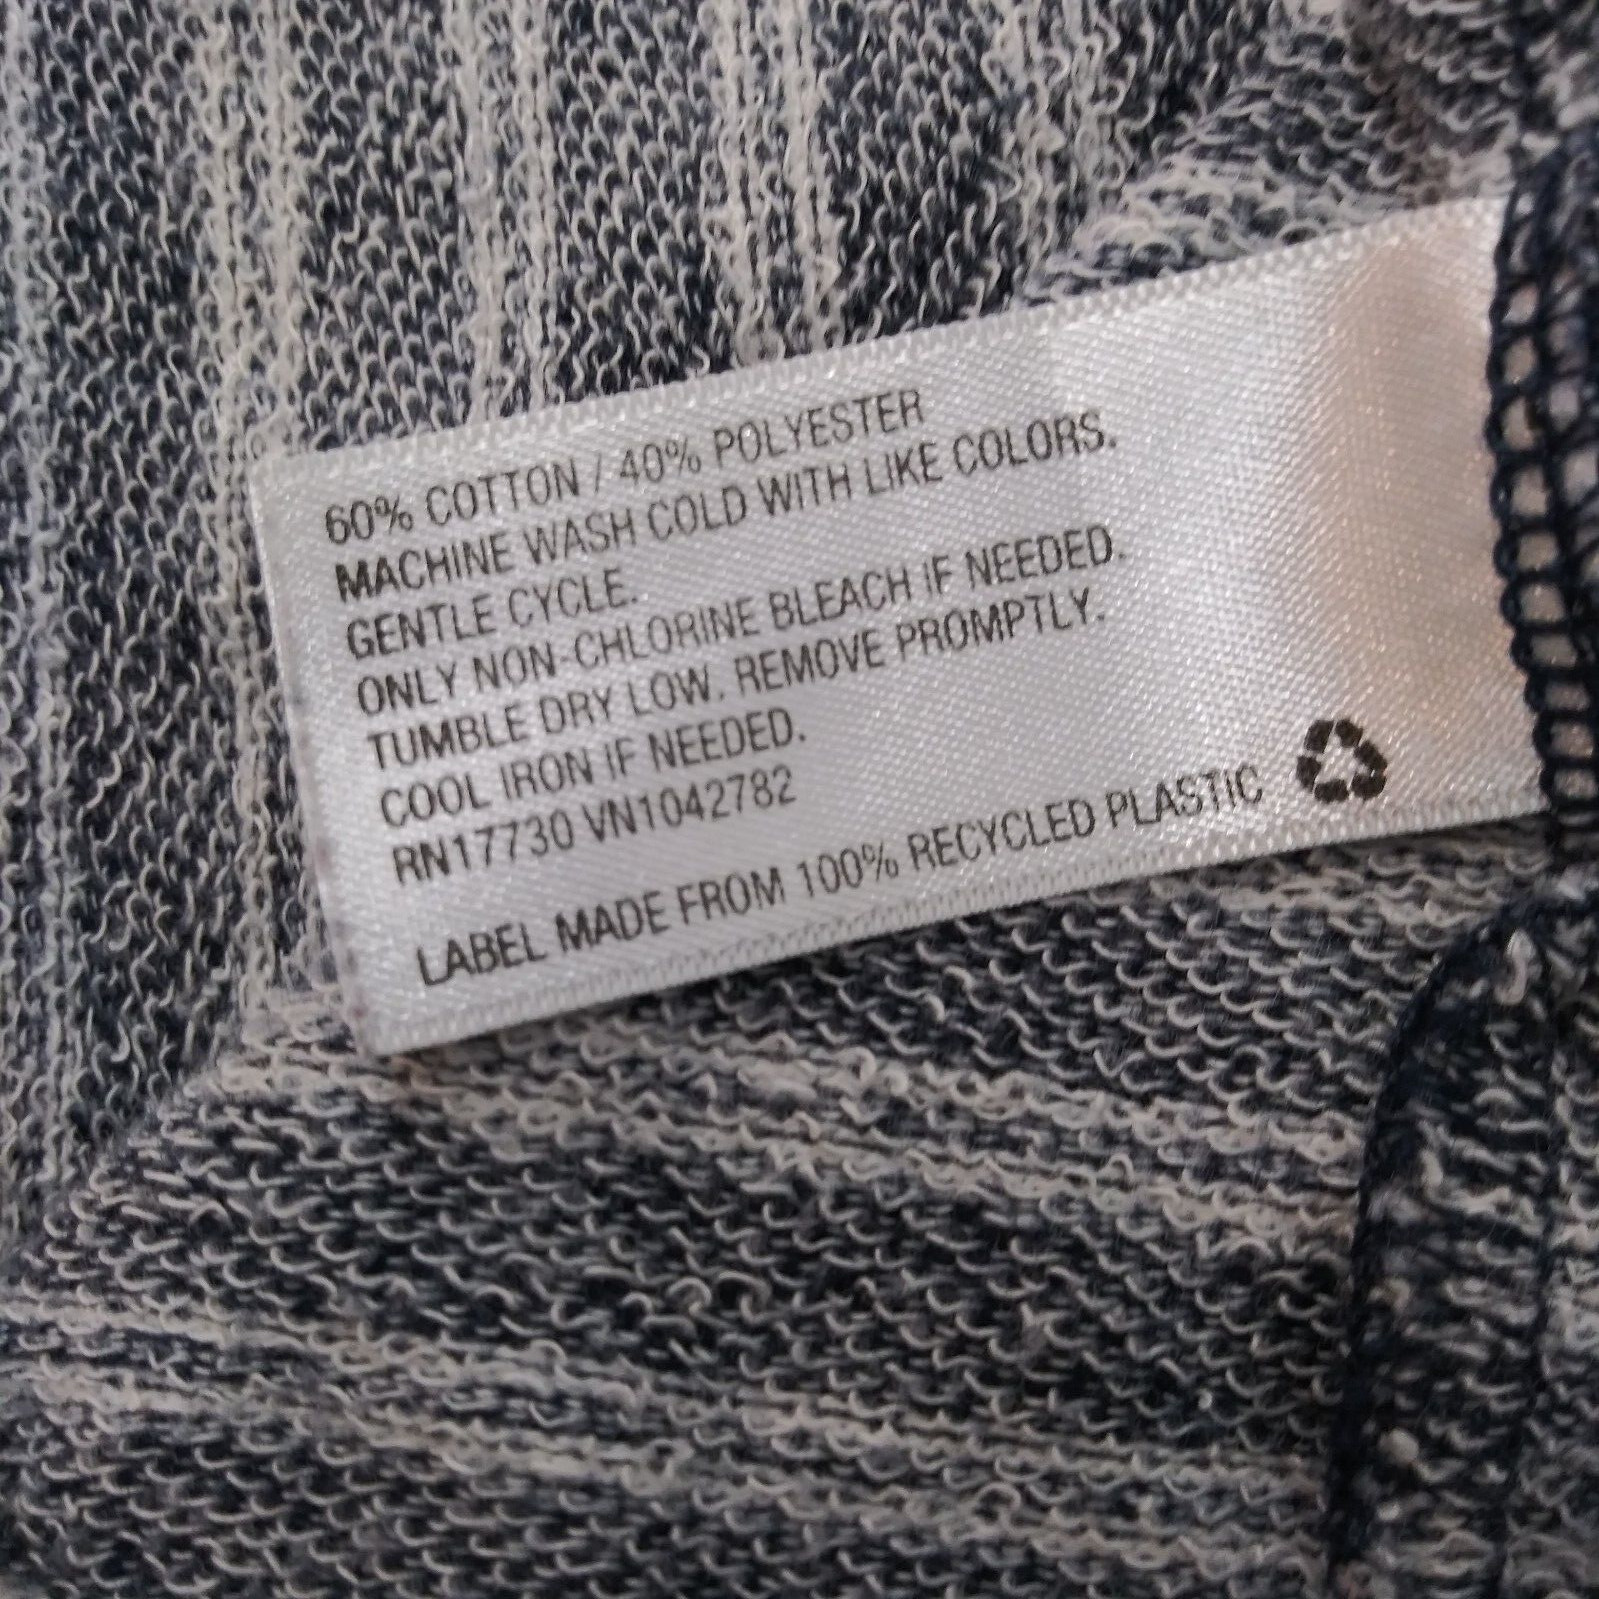 60% COTTON / 40% POLYESTER
MACHINE WASH COLD WITH LIKE COLORS.
GENTLE CYCLE.
ONLY NON-CHLORINE BLEACH IF NEEDED.
TUMBLE DRY LOW. REMOVE PROMPTLY.
COOL IRON IF NEEDED.
RN17730 VN1042782
LABEL MADE FROM 100% RECYCLED PLASTIC